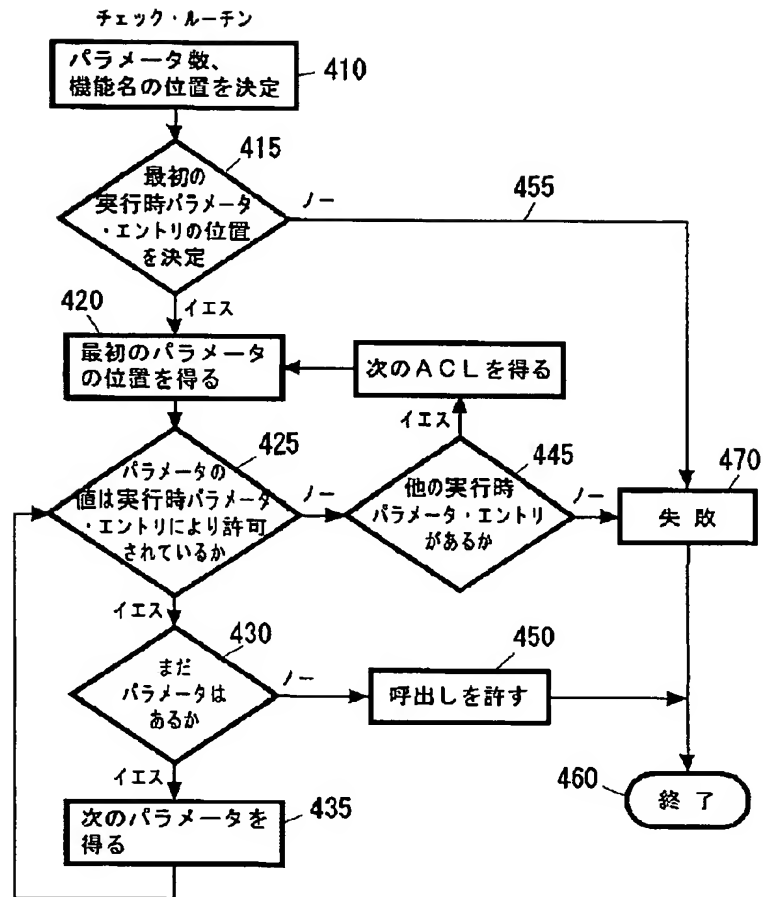 チェック・ルーチン
パラメータ数、
機能名の位置を決定
410
415
最初の
実行時パラメータ
・エントリの位置
を決定
ノー
455
イエス
420
最初のパラメータ
の位置を得る
次のACLを得る
イエス
425
パラメータの
値は実行時パラメータ
・エントリにより許可
されているか
ノー
445
他の実行時
パラメータ・エントリ
があるか
ノー
470
失敗
イエス
430
まだ
パラメータは
あるか
ノー
450
呼出しを許す
イエス
435
次のパラメータを
得る
460
終了